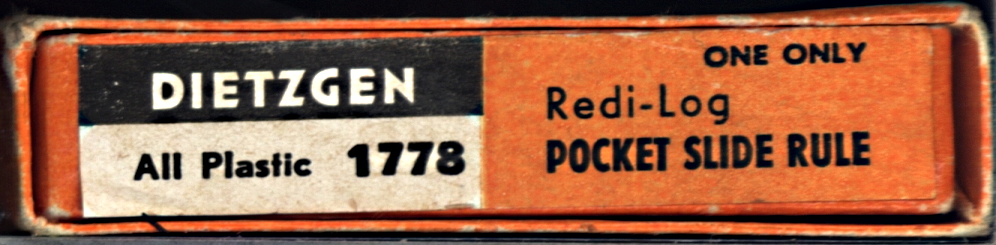 DIETZGEN
All Plastic 1778
ONE ONLY
Redi-Log
POCKET SLIDE RULE